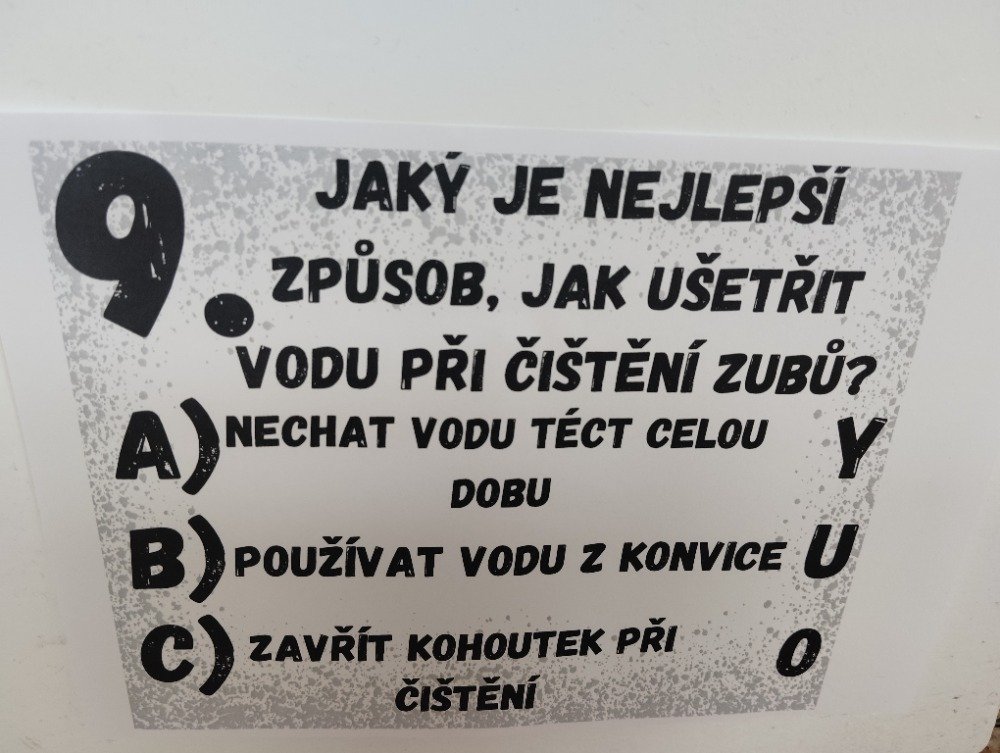 9. JAKÝ JE NEJLEPŠÍ
ZPŮSOB, JAK UŠETŘIT
VODU PŘI ČIŠTĚNÍ ZUBŮ?
A) NECHAT VODU TÉCT CELOU Y
DOBU
B) POUŽÍVAT VODU Z KONVICE U
C) ZAVŘÍT KOHOUTEK PŘI O
ČIŠTĚNÍ